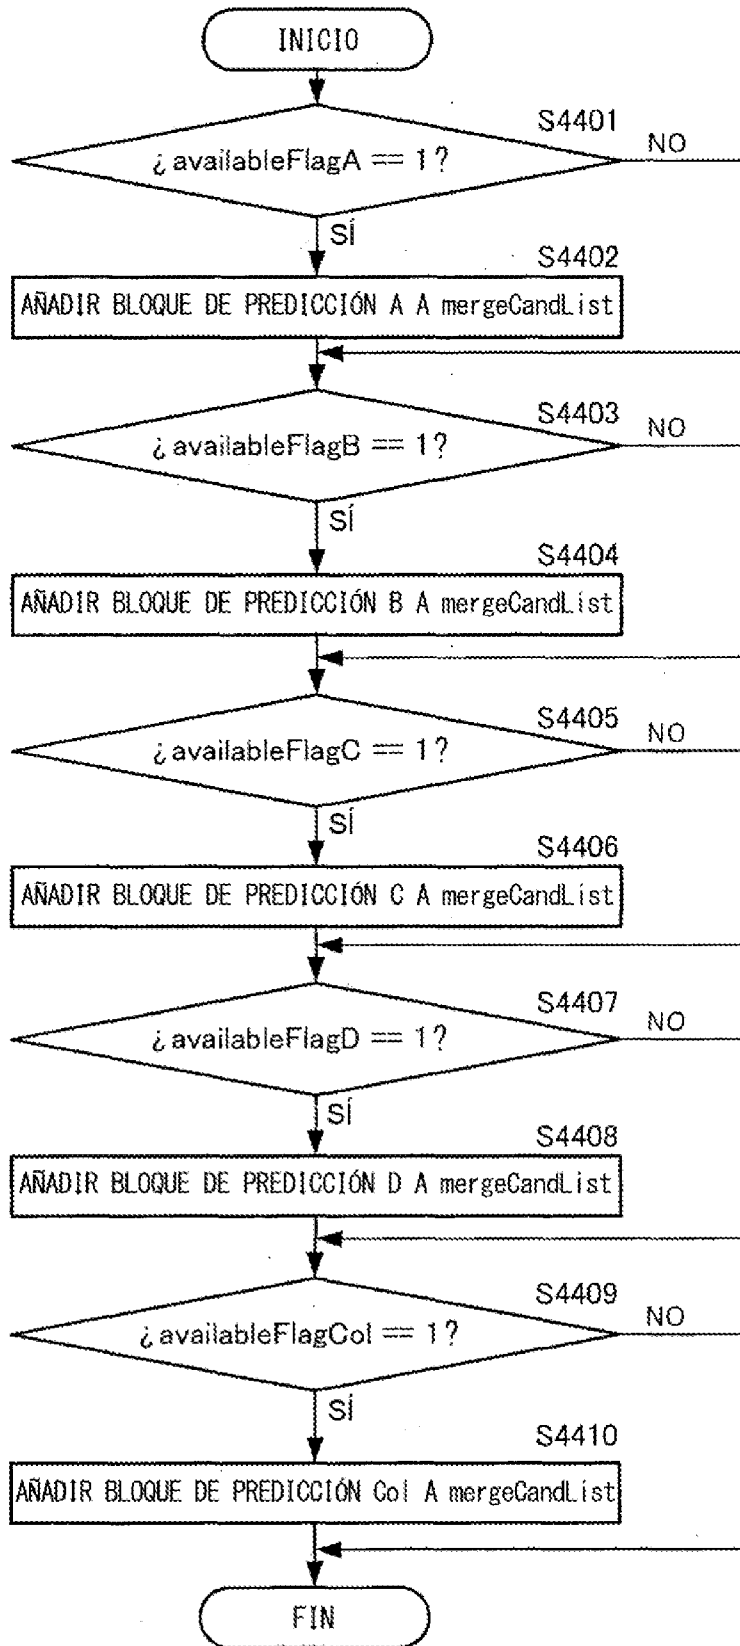 INICIO
S4401
¿availableFlagA == 1?
NO
SÍ
S4402
AÑADIR BLOQUE DE PREDICCIÓN A A mergeCandList
S4403
¿availableFlagB == 1?
NO
SÍ
S4404
AÑADIR BLOQUE DE PREDICCIÓN B A mergeCandList
S4405
¿availableFlagC == 1?
NO
SÍ
S4406
AÑADIR BLOQUE DE PREDICCIÓN C A mergeCandList
S4407
¿availableFlagD == 1?
NO
SÍ
S4408
AÑADIR BLOQUE DE PREDICCIÓN D A mergeCandList
S4409
¿availableFlagCol == 1?
NO
SÍ
S4410
AÑADIR BLOQUE DE PREDICCIÓN Col A mergeCandList
FIN